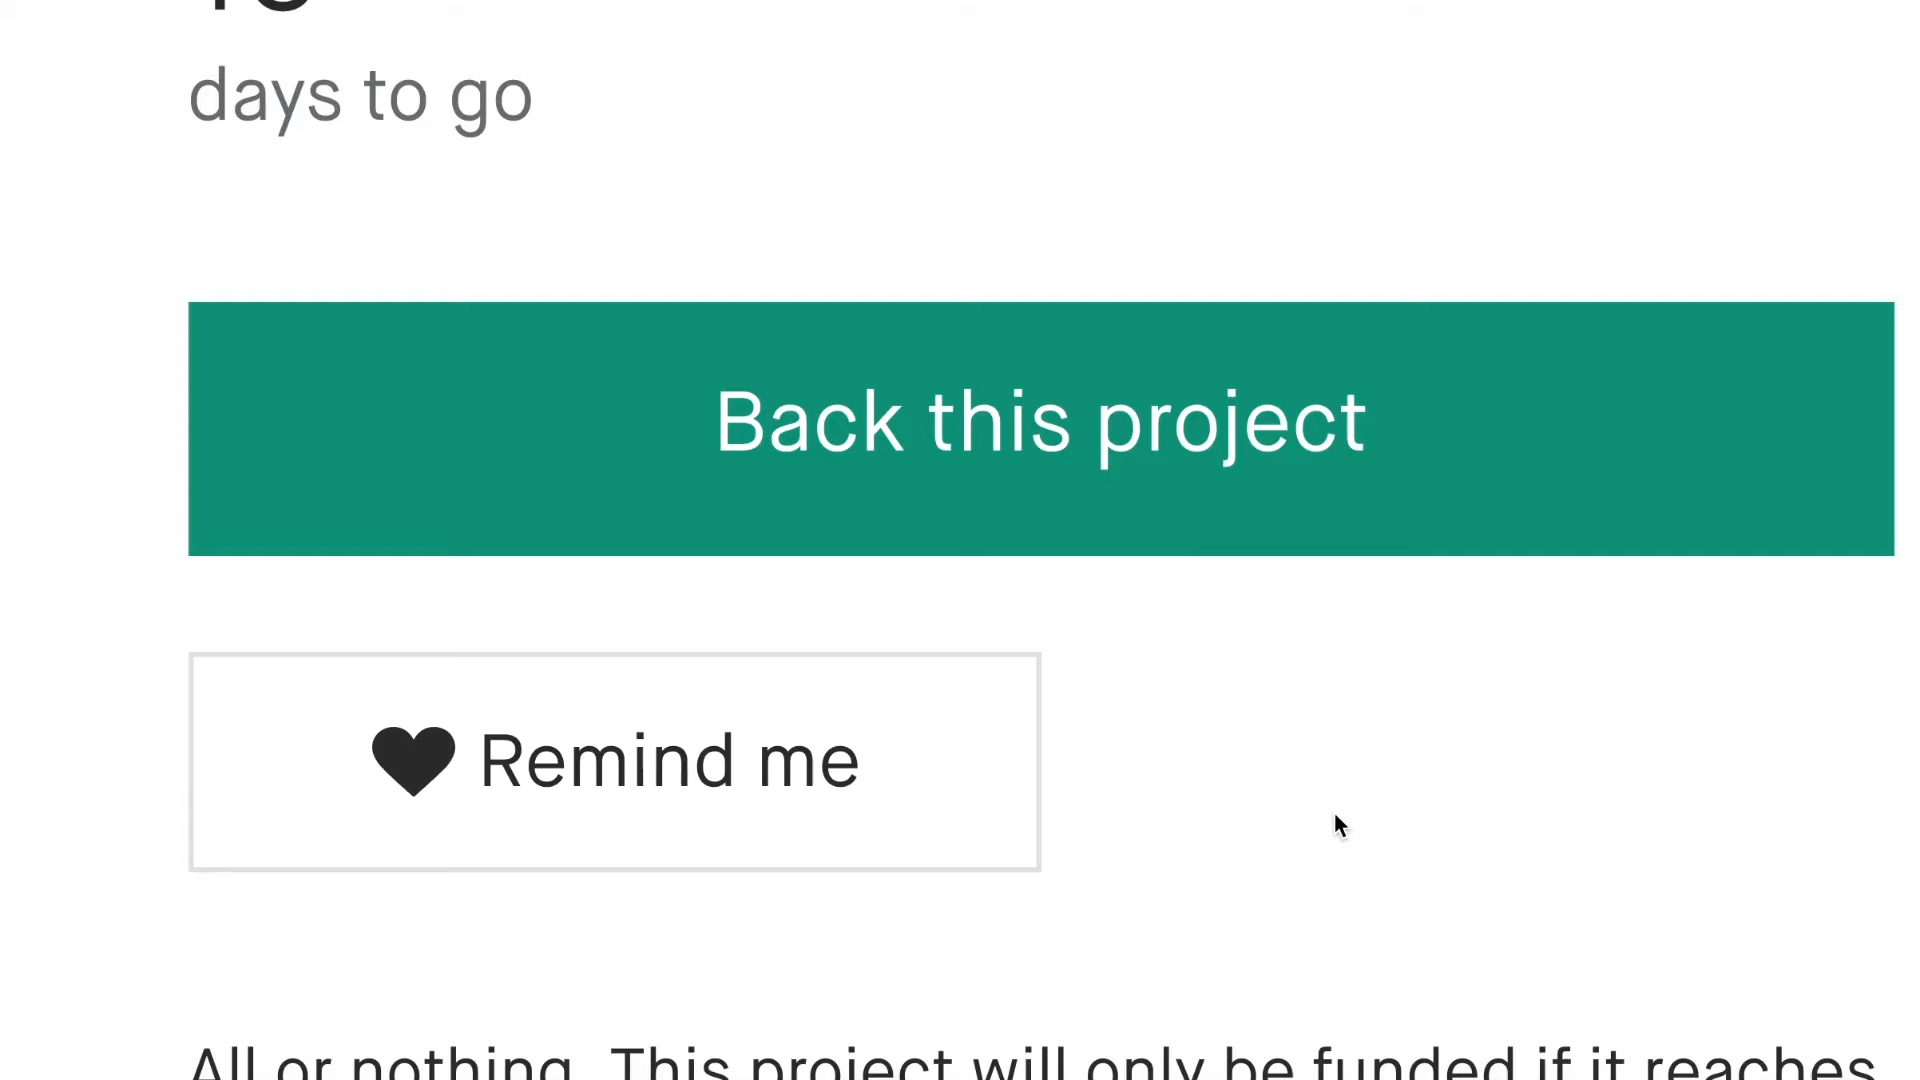 days to go
Back this project
Remind me
All or nothing. This project will only be funded if it reaches